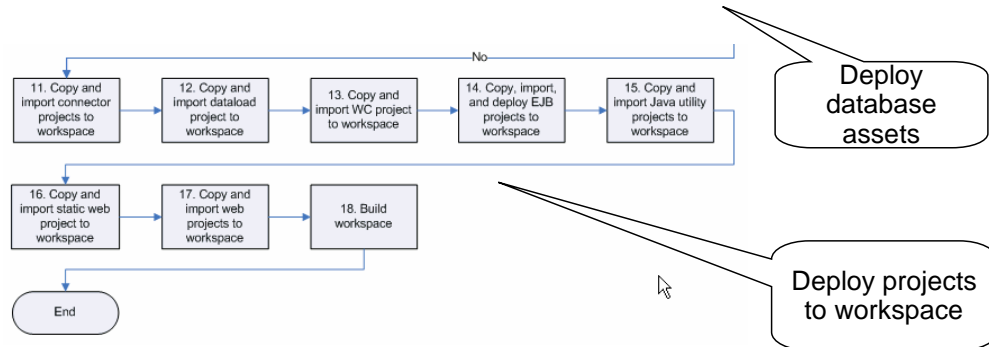 No
11. Copy and
import connector
projects to
workspace
12. Copy and
import dataload
project to
workspace
13. Copy and
import WC project
to workspace
14. Copy, import,
and deploy EJB
projects to
workspace
15. Copy and
import Java utility
projects to
workspace
Deploy
database
assets
16. Copy and
import static web
project to
workspace
17. Copy and
import web
projects to
workspace
18. Build
workspace
Deploy projects
to workspace
End